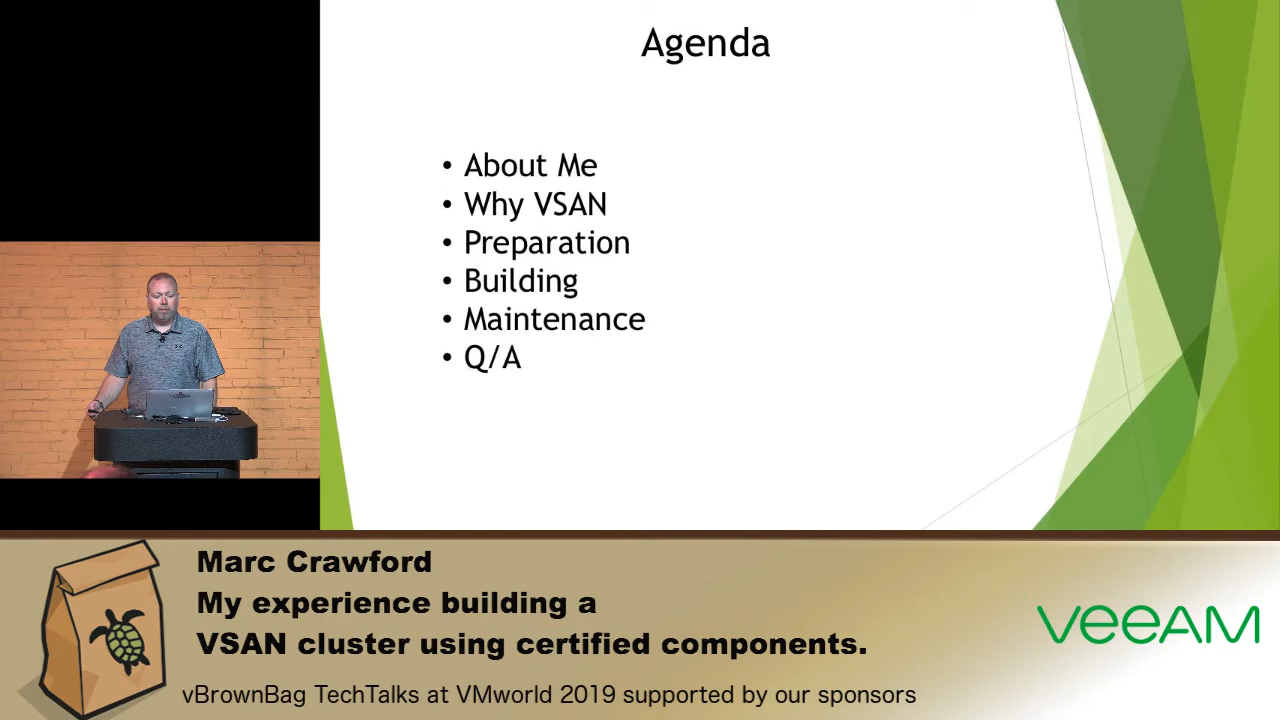 Agenda
• About Me
• Why VSAN
• Preparation
• Building
• Maintenance
• Q/A
Marc Crawford
My experience building a
VSAN cluster using certified components.
veeAM
vBrownBag TechTalks at VMworld 2019 supported by our sponsors